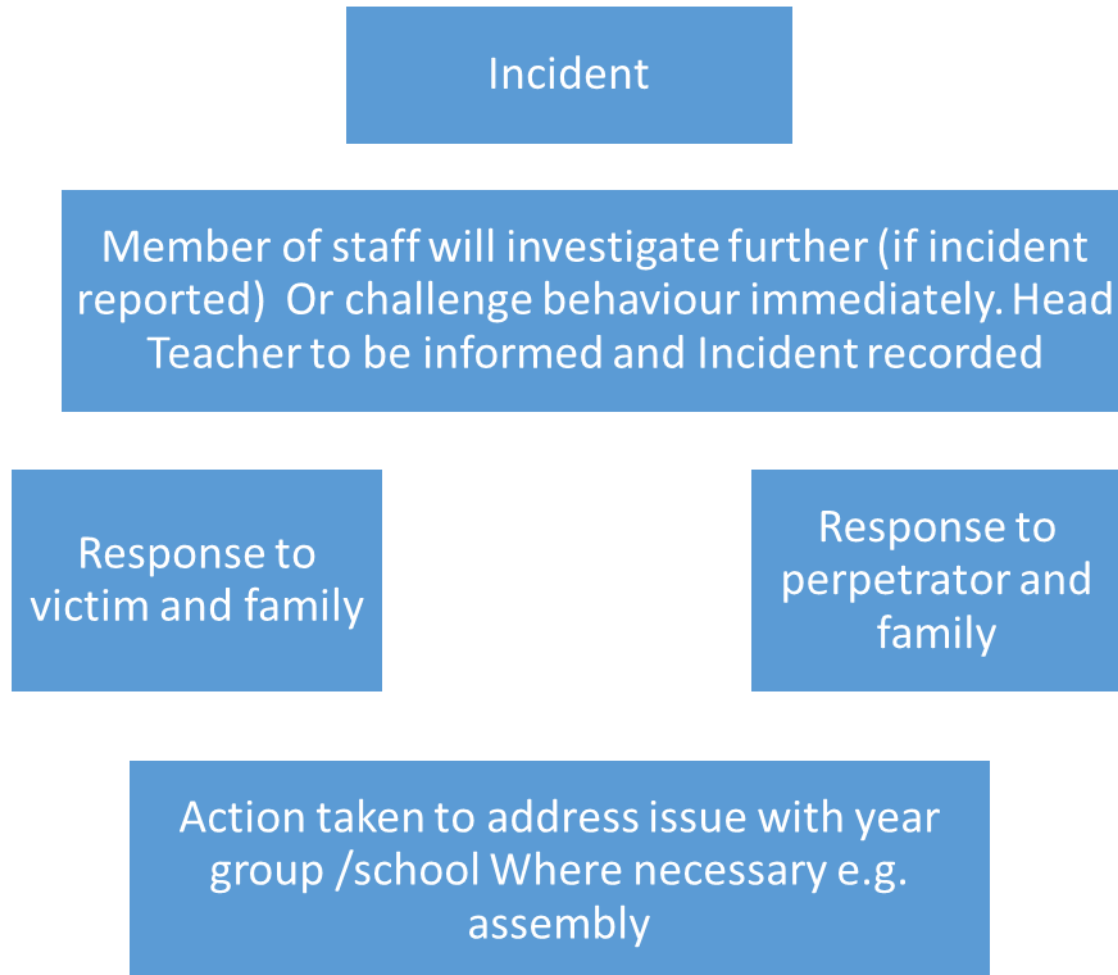 Incident
Member of staff will investigate further (if incident
reported)  Or challenge behaviour immediately. Head
Teacher to be informed and Incident recorded
Response to
victim and family
Response to
perpetrator and
family
Action taken to address issue with year
group /school Where necessary e.g.
assembly